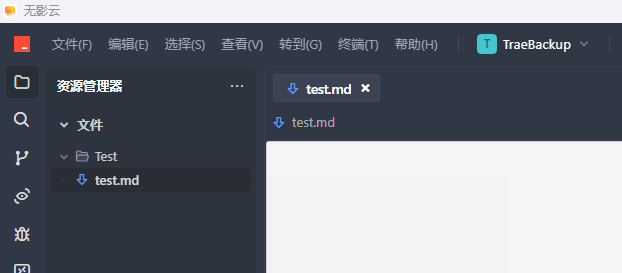 无影云
文件(F) 编辑(E) 选择(S) 查看(V) 转到(G) 终端(T) 帮助(H) T TraeBackup
资源管理器 ...
test.md
文件
test.md
Test
test.md